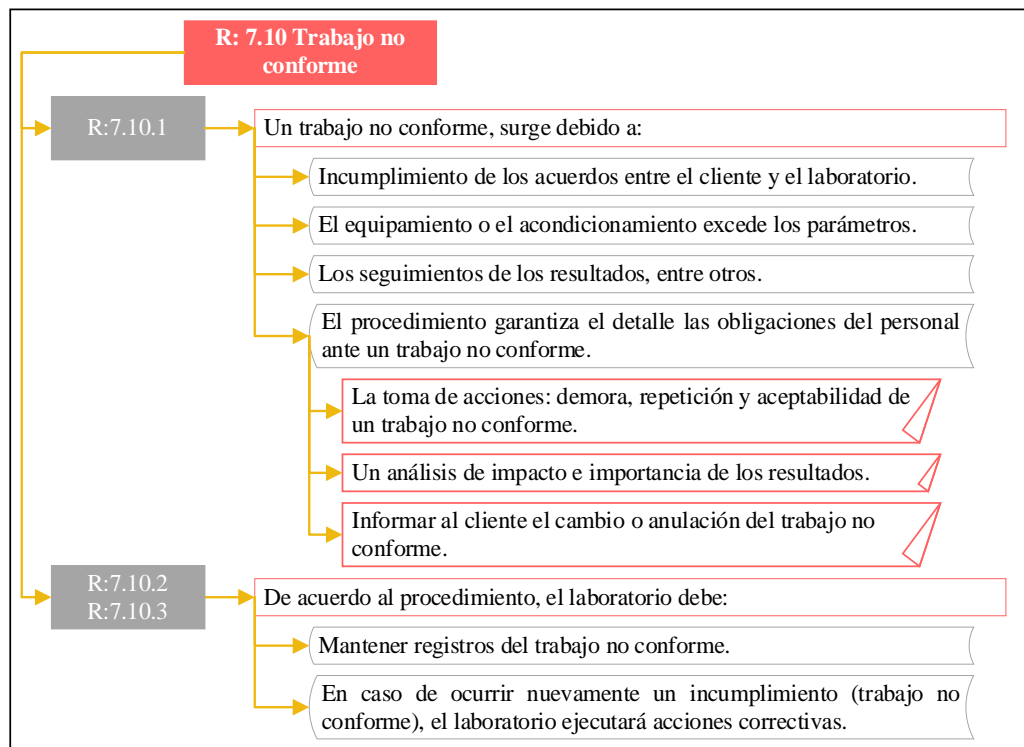 R: 7.10 Trabajo no
conforme
R:7.10.1
Un trabajo no conforme, surge debido a:
Incumplimiento de los acuerdos entre el cliente y el laboratorio.
El equipamiento o el acondicionamiento excede los parámetros.
Los seguimientos de los resultados, entre otros.
El procedimiento garantiza el detalle las obligaciones del personal
ante un trabajo no conforme.
La toma de acciones: demora, repetición y aceptabilidad de
un trabajo no conforme.
Un análisis de impacto e importancia de los resultados.
Informar al cliente el cambio o anulación del trabajo no
conforme.
R:7.10.2
R:7.10.3
De acuerdo al procedimiento, el laboratorio debe:
Mantener registros del trabajo no conforme.
En caso de ocurrir nuevamente un incumplimiento (trabajo no
conforme), el laboratorio ejecutará acciones correctivas.